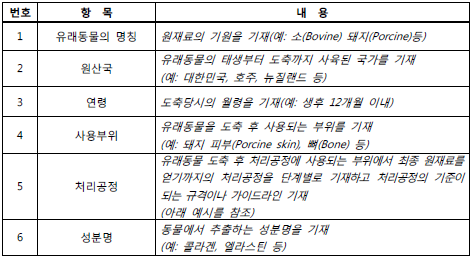 번호 항 목 내 용
1 유래동물의 명칭 원재료의 기원을 기재(예: 소(Bovine) 돼지(Porcine)등)
2 원산국 유래동물의 태생부터 도축까지 사육된 국가를 기재
(예: 대한민국, 호주, 뉴질랜드 등)
3 연령 도축당시의 월령을 기재(예: 생후 12개월 이내)
4 사용부위 유래동물을 도축 후 사용되는 부위를 기재
(예: 돼지 피부(Porcine skin), 뼈(Bone) 등)
5 처리공정 유래동물 도축 후 처리공정에 사용되는 부위에서 최종 원재료를
얻기까지의 처리공정을 단계별로 기재하고 처리공정의 기준이
되는 규격이나 가이드라인 기재
(아래 예시를 참조)
6 성분명 동물에서 추출하는 성분명을 기재
(예: 콜라겐, 엘라스틴 등)